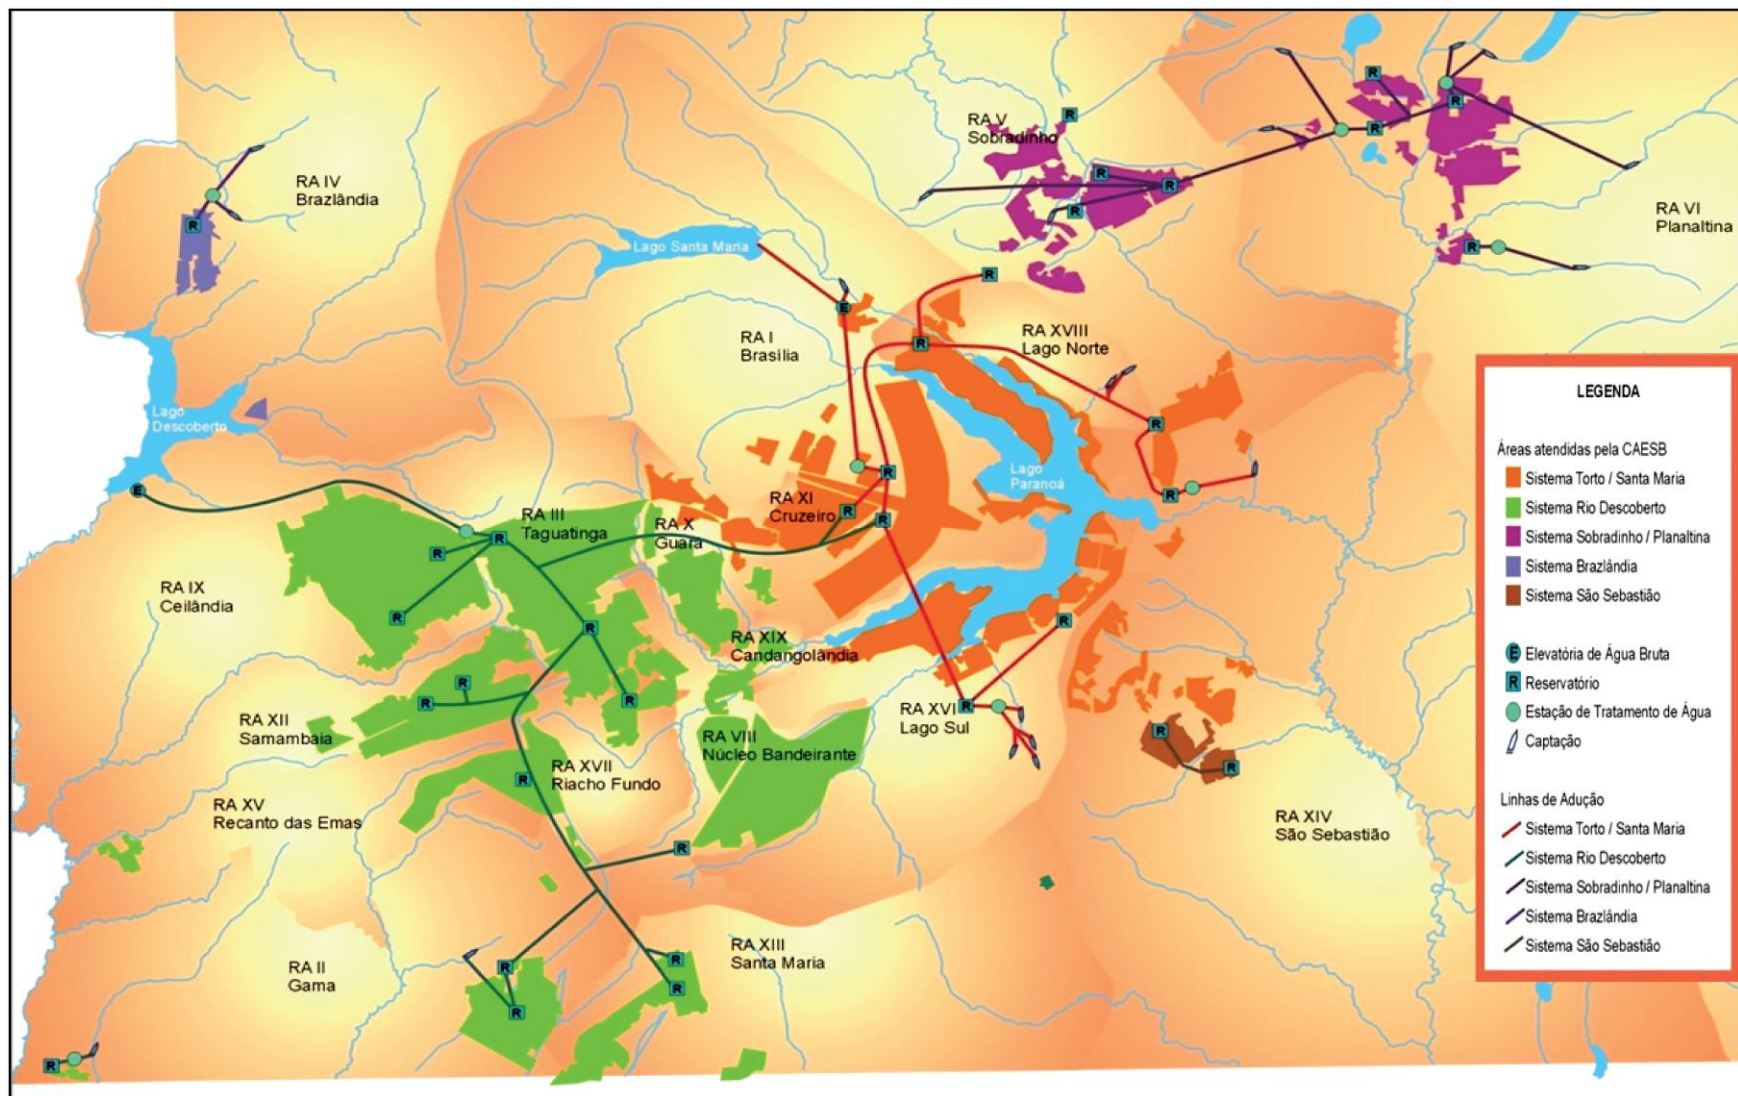 RA V
Sobradinho
RA IV
Brazlândia
RA VI
Planaltina
Lago Santa Maria
RA I
Brasília
RA XVIII
Lago Norte
Lago
Descoberto
Lago
Paranoá
RA XI
Cruzeiro
RA III
Taguatinga
RA X
Guará
RA IX
Ceilândia
RA XIX
Candangolândia
RA XII
Samambaia
RA XVI
Lago Sul
RA VIII
Núcleo Bandeirante
RA XVII
Riacho Fundo
RA XV
Recanto das Emas
RA XIV
São Sebastião
RA XIII
Santa Maria
RA II
Gama
LEGENDA
Áreas atendidas pela CAESB
Sistema Torto / Santa Maria
Sistema Rio Descoberto
Sistema Sobradinho / Planaltina
Sistema Brazlândia
Sistema São Sebastião
E Elevatória de Água Bruta
R Reservatório
Estação de Tratamento de Água
Captação
Linhas de Adução
Sistema Torto / Santa Maria
Sistema Rio Descoberto
Sistema Sobradinho / Planaltina
Sistema Brazlândia
Sistema São Sebastião